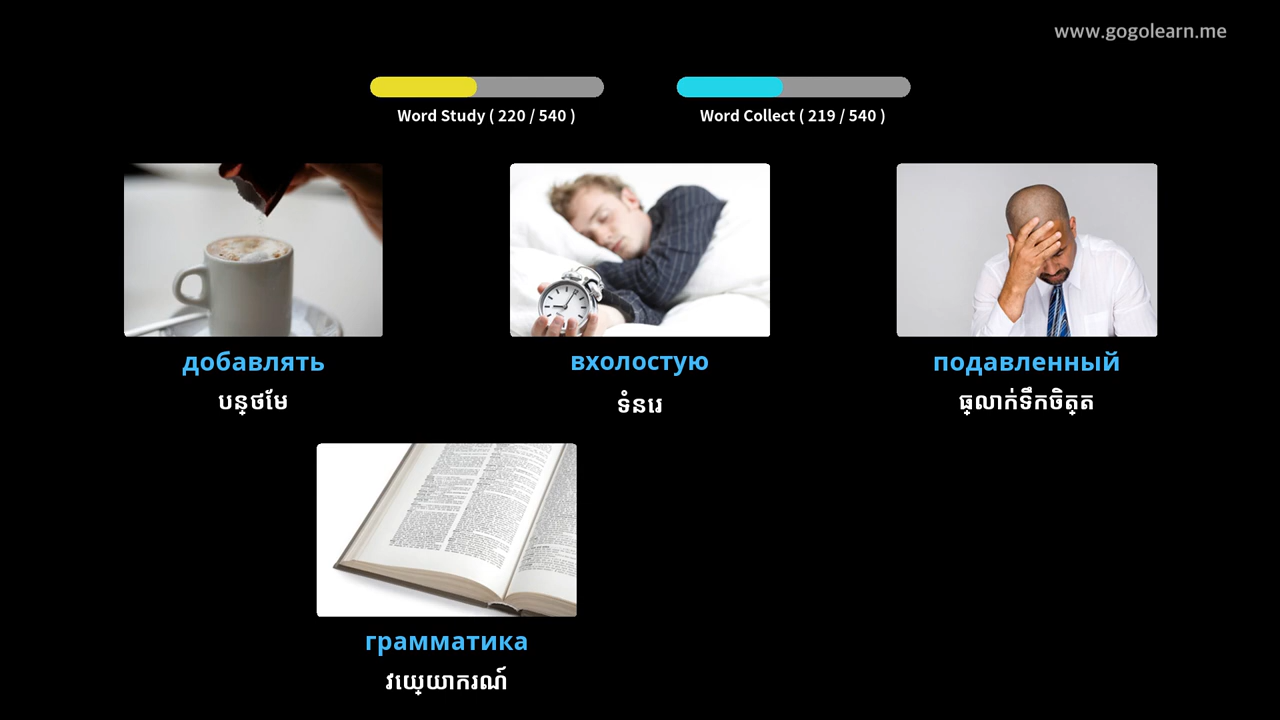 www.gogolearn.me
Word Study ( 220 / 540 )
Word Collect ( 219 / 540 )
добавлять
បន្ថមែ
вхолостую
ទំនរេ
подавленный
ធ្លាក់ទឹកចិត្ត
грамматика
វយេ្យាករណ៍